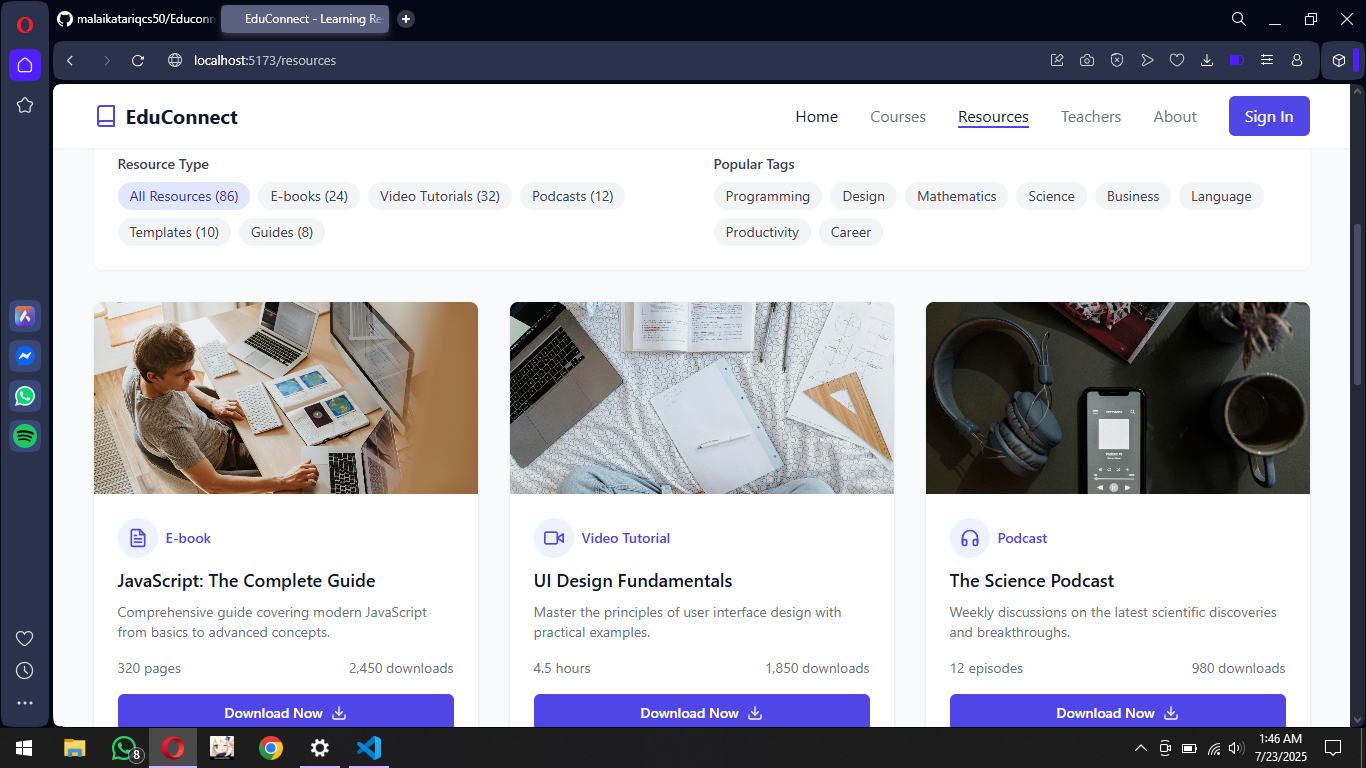 malaikatariqcs50/Educonn
EduConnect - Learning Re
localhost:5173/resources
EduConnect
Home Courses Resources Teachers About Sign In
Resource Type
All Resources (86) E-books (24) Video Tutorials (32) Podcasts (12)
Templates (10) Guides (8)
Popular Tags
Programming Design Mathematics Science Business Language
Productivity Career
E-book
JavaScript: The Complete Guide
Comprehensive guide covering modern JavaScript
from basics to advanced concepts.
320 pages 2,450 downloads
Download Now
Video Tutorial
UI Design Fundamentals
Master the principles of user interface design with
practical examples.
4.5 hours 1,850 downloads
Download Now
Podcast
The Science Podcast
Weekly discussions on the latest scientific discoveries
and breakthroughs.
12 episodes 980 downloads
Download Now
8
1:46 AM
7/23/2025